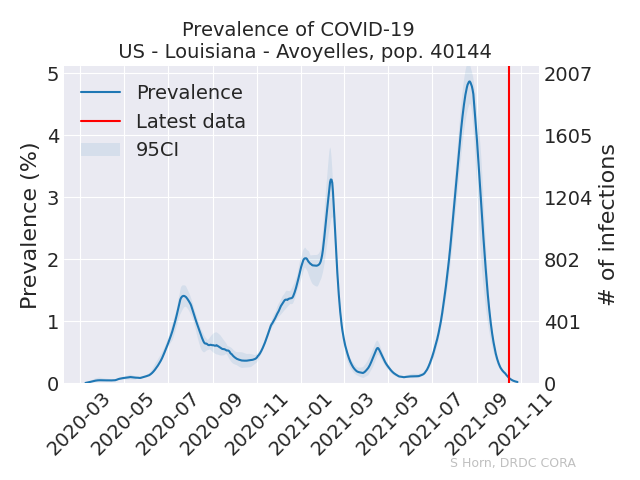 Prevalence of COVID-19
US - Louisiana - Avoyelles, pop. 40144
Prevalence
Latest data
95CI
Prevalence (%)
5
4
3
2
1
0
2007
1605
1204
802
401
0
# of infections
2020-03
2020-05
2020-07
2020-09
2020-11
2021-01
2021-03
2021-05
2021-07
2021-09
2021-11
S Horn, DRDC CORA